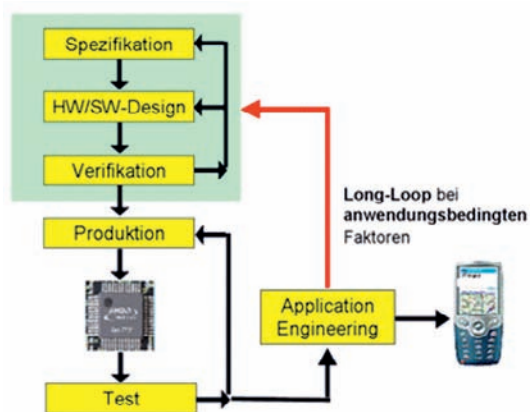 Spezifikation
HW/SW-Design
Verifikation
Produktion
Test
Long-Loop bei
anwendungsbedingten
Faktoren
Application
Engineering